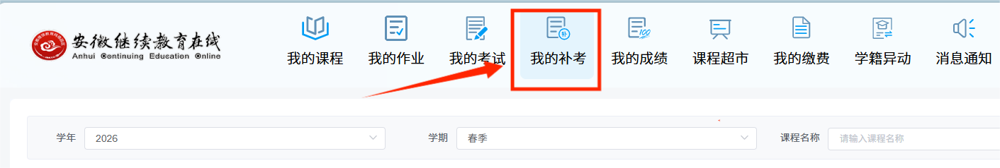 安徽继续教育在线
Anhui Continuing Education Online
我的课程 我的作业 我的考试 我的补考 我的成绩 课程超市 我的缴费 学籍异动 消息通知
补
100
学年 2026 学期 春季 课程名称 请输入课程名称